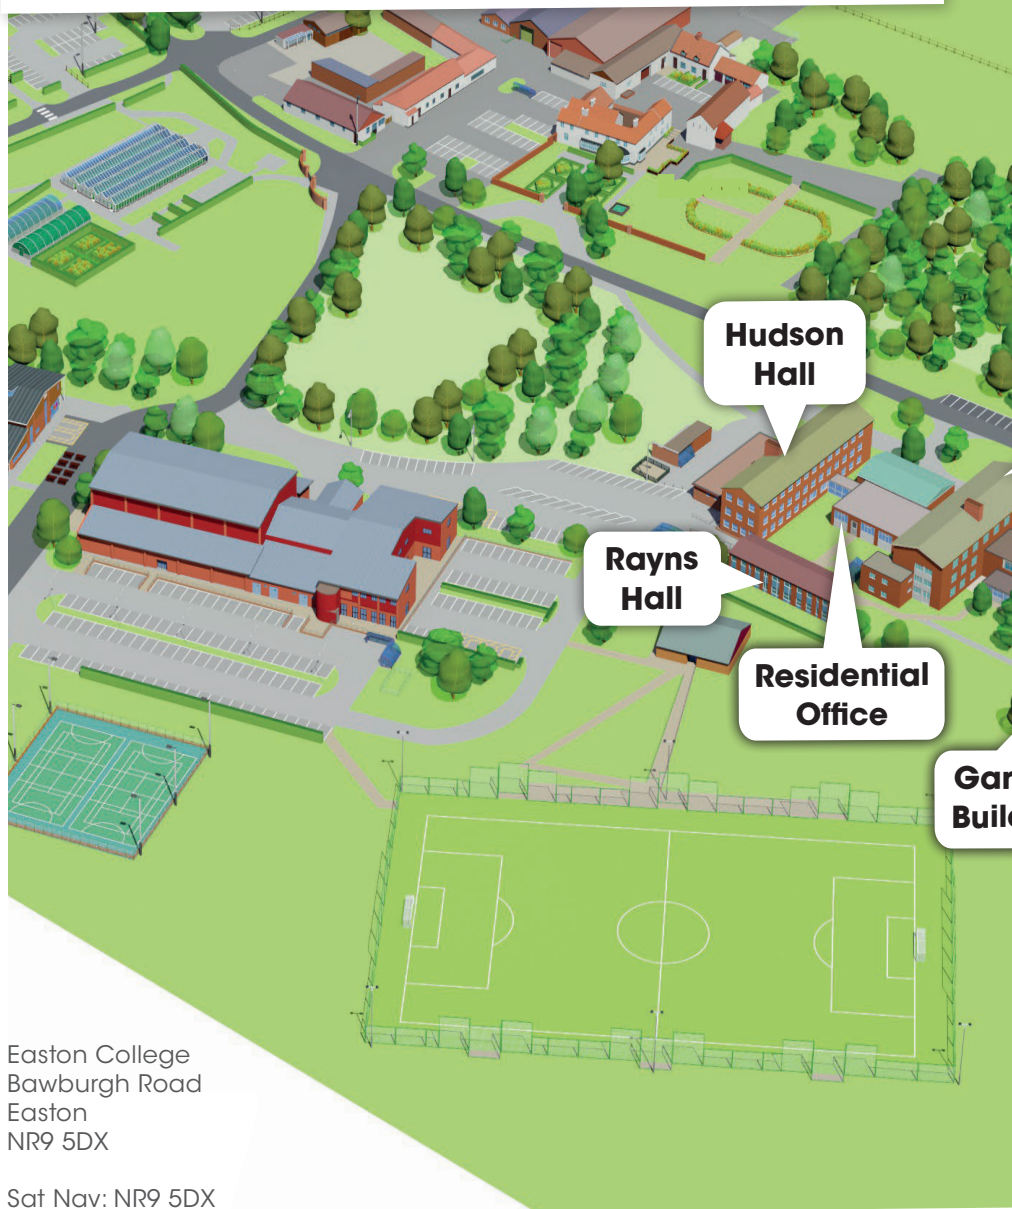 Hudson
Hall
Rayns
Hall
Residential
Office
Easton College
Bawburgh Road
Easton
NR9 5DX
Sat Nav: NR9 5DX